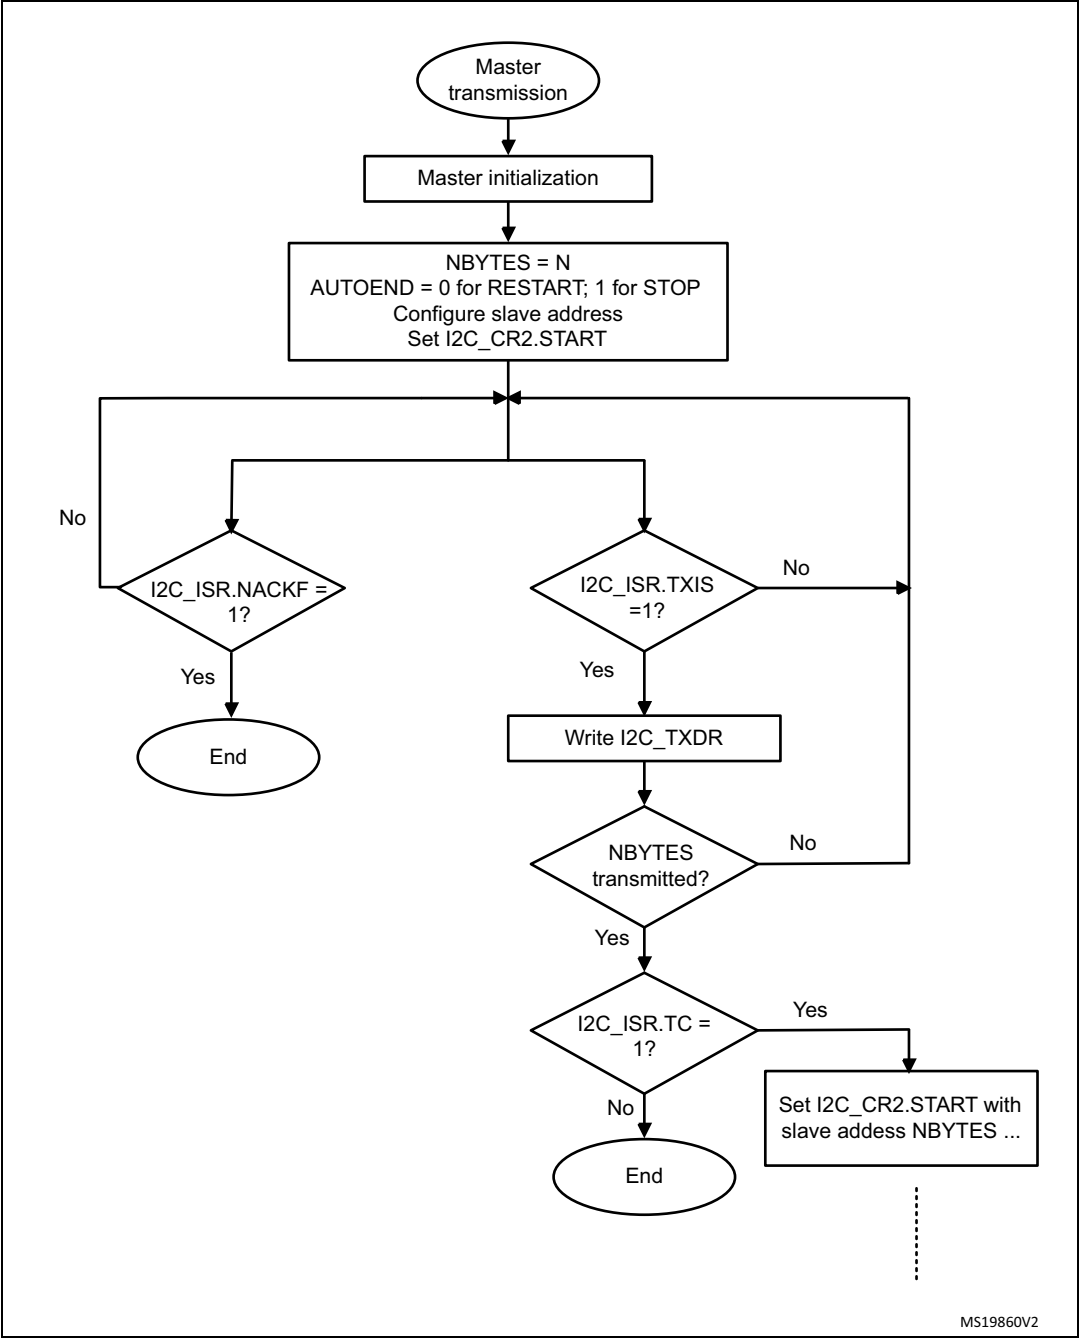 Master
transmission
Master initialization
NBYTES = N
AUTOEND = 0 for RESTART; 1 for STOP
Configure slave address
Set I2C_CR2.START
No
I2C_ISR.NACKF =
1?
Yes
End
I2C_ISR.TXIS
=1?
No
Yes
Write I2C_TXDR
NBYTES
transmitted?
No
Yes
I2C_ISR.TC =
1?
Yes
No
Set I2C_CR2.START with
slave addess NBYTES ...
End
MS19860V2